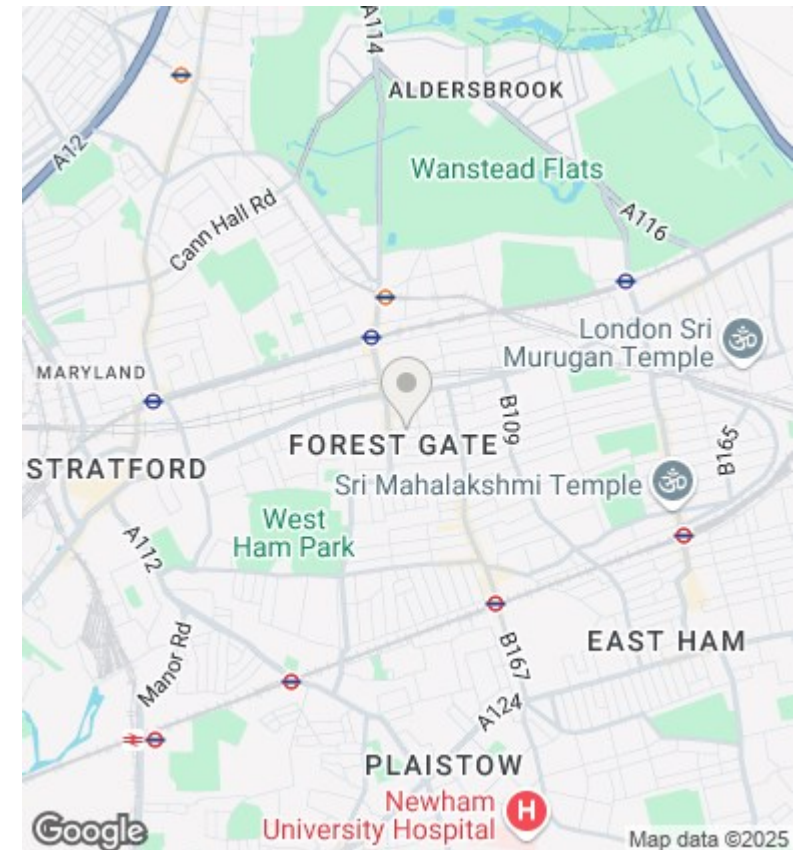 A114
ALDERSBROOK
A12
Wanstead Flats
A116
Cann Hall Rd
London Sri
Murugan Temple
MARYLAND
B109
FOREST GATE
B165
STRATFORD
Sri Mahalakshmi Temple
West
Ham Park
A112
EAST HAM
Manor Rd
B167
A124
PLAISTOW
Newham
University Hospital
H
Google
Map data ©2025